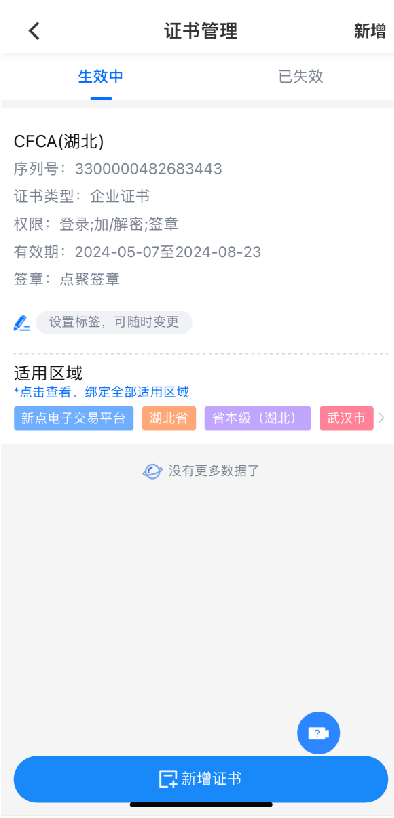 证书管理 新增
生效中 已失效
CFCA(湖北)
序列号：3300000482683443
证书类型：企业证书
权限：登录;加/解密;签章
有效期：2024-05-07至2024-08-23
签章：点聚签章
设置标签，可随时变更
适用区域
*点击查看、绑定全部适用区域
新点电子交易平台 湖北省 省本级（湖北） 武汉市
没有更多数据了
?
新增证书